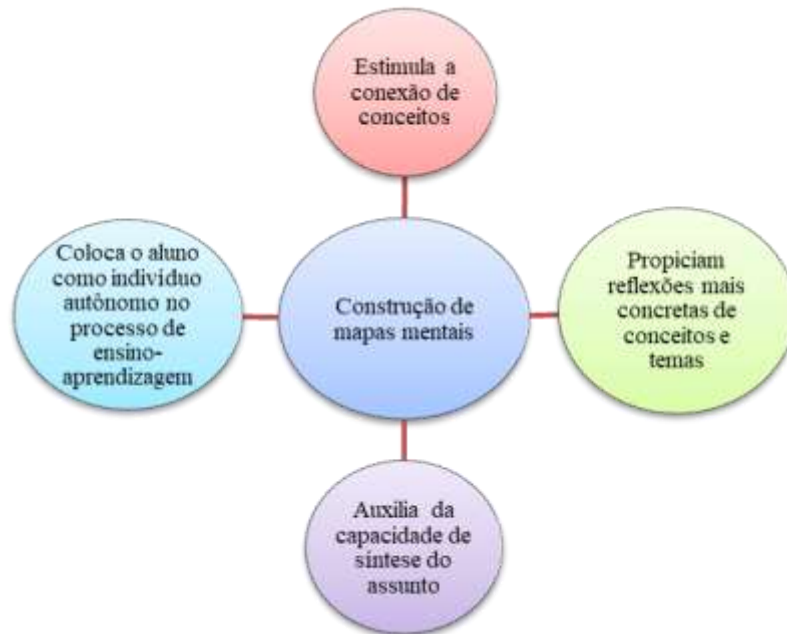 Estimula a
conexão de
conceitos
Coloca o aluno
como indivíduo
autônomo no
processo de
ensino-
aprendizagem
Construção de
mapas mentais
Propiciam
reflexões mais
concretas de
conceitos e
temas
Auxilia da
capacidade de
síntese do
assunto